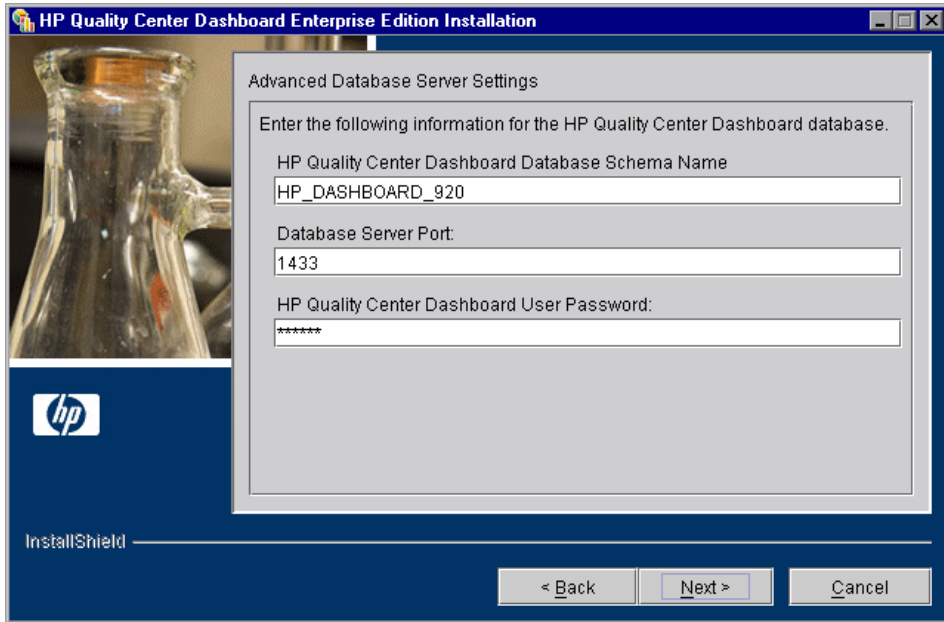 HP Quality Center Dashboard Enterprise Edition Installation
Advanced Database Server Settings
Enter the following information for the HP Quality Center Dashboard database.
HP Quality Center Dashboard Database Schema Name
HP_DASHBOARD_920
Database Server Port:
1433
HP Quality Center Dashboard User Password:
******
hp
InstallShield
< Back
Next >
Cancel